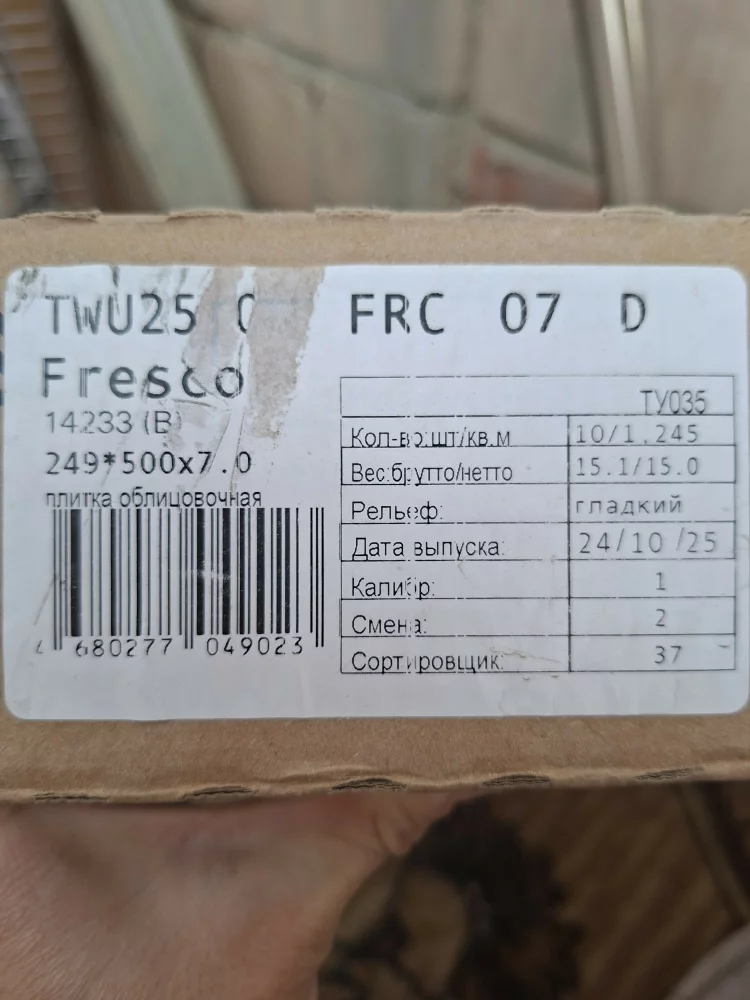 TWU25 FRC 07 D
Fresco
14233 (B)
249*500x7.0
плитка облицовочная
680277 049023
ТУ035
Кол-во:шт/кв.м 10/1.245
Вес:брутто/нетто 15.1/15.0
Рельеф: гладкий
Дата выпуска: 24/10 /25
Калибр: 1
Смена: 2
Сортировщик: 37